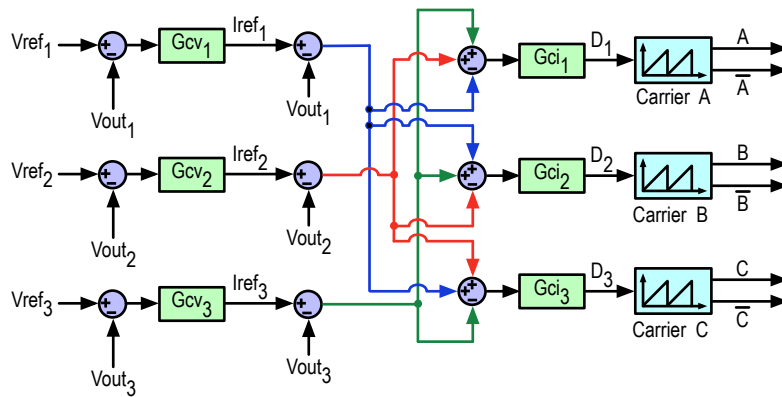 Vref1 Gcv1 Iref1 Gci1 D1 A
A̅
Vout1 Vout1 Carrier A
Vref2 Gcv2 Iref2 Gci2 D2 B
B̅
Vout2 Vout2 Carrier B
Vref3 Gcv3 Iref3 Gci3 D3 C
C̅
Vout3 Vout3 Carrier C